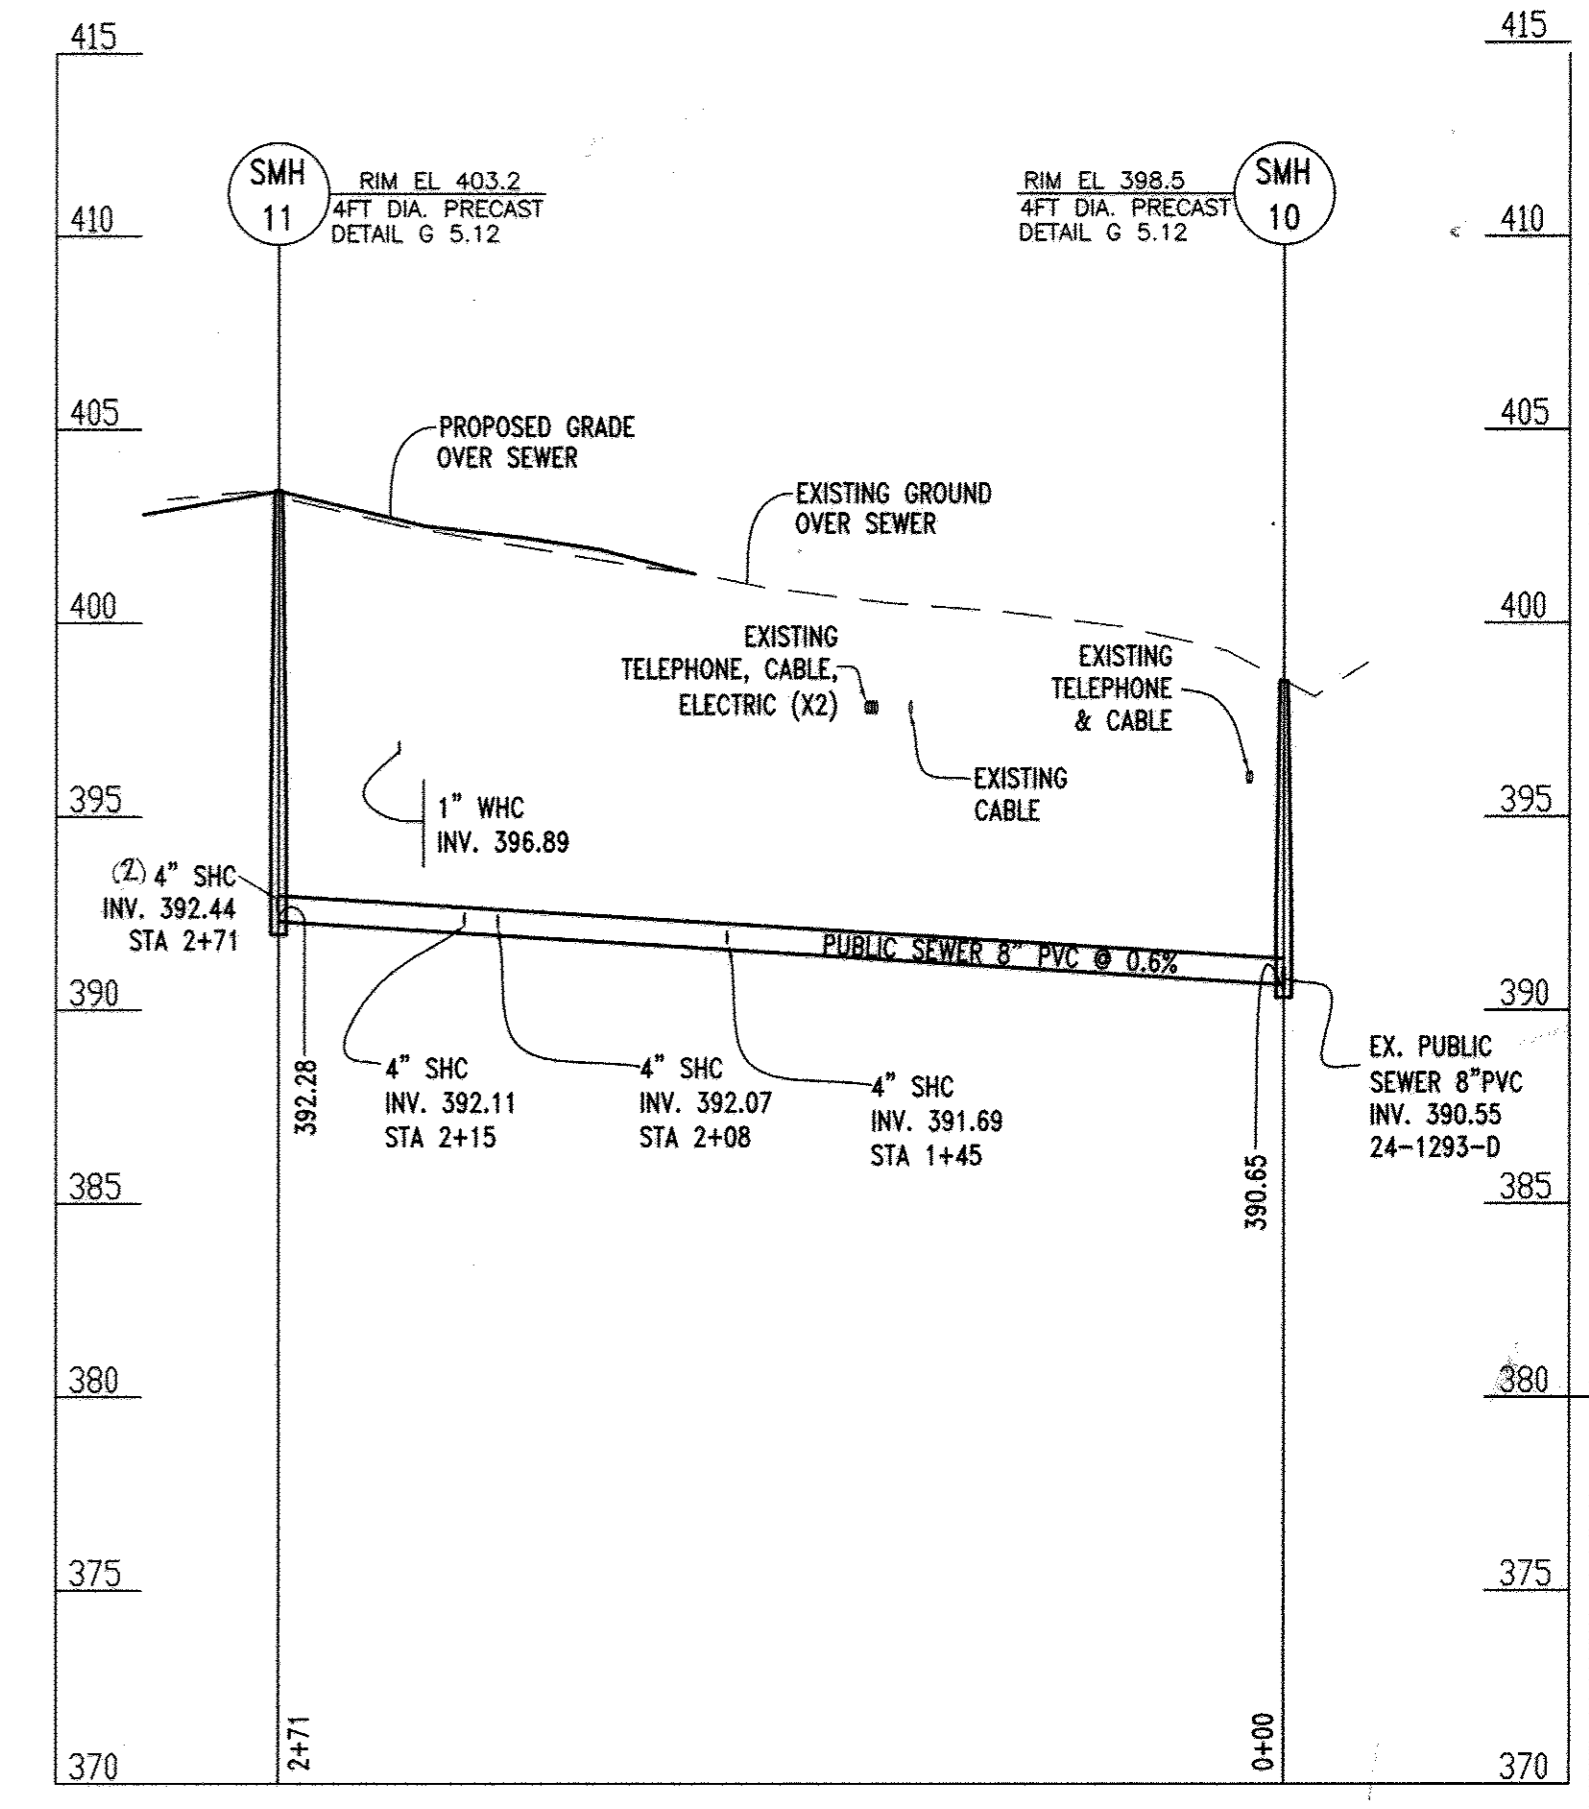 415
415
SMH
11
RIM EL 403.2
4FT DIA. PRECAST
DETAIL G 5.12
RIM EL 398.5
4FT DIA. PRECAST
DETAIL G 5.12
SMH
10
410
410
405
405
PROPOSED GRADE
OVER SEWER
EXISTING GROUND
OVER SEWER
400
400
EXISTING
TELEPHONE, CABLE,
ELECTRIC (X2)
EXISTING
TELEPHONE
& CABLE
EXISTING
CABLE
395
395
1" WHC
INV. 396.89
(2) 4" SHC
INV. 392.44
STA 2+71
PUBLIC SEWER 8" PVC @ 0.6%
390
390
392.28
4" SHC
INV. 392.11
STA 2+15
4" SHC
INV. 392.07
STA 2+08
4" SHC
INV. 391.69
STA 1+45
390.65
EX. PUBLIC
SEWER 8"PVC
INV. 390.55
24-1293-D
385
385
380
380
375
375
370
2+71
0+00
370